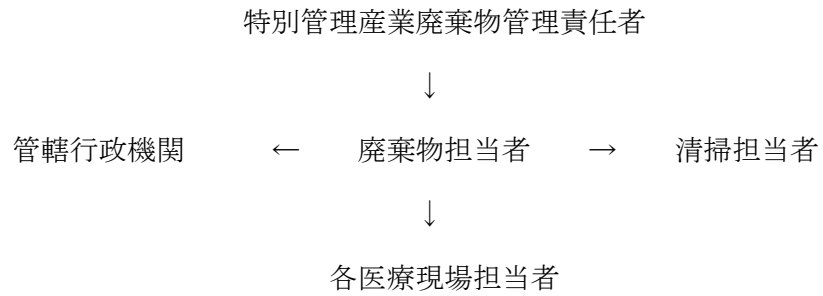 特別管理産業廃棄物管理責任者
↓
管轄行政機関 ← 廃棄物担当者 → 清掃担当者
↓
各医療現場担当者